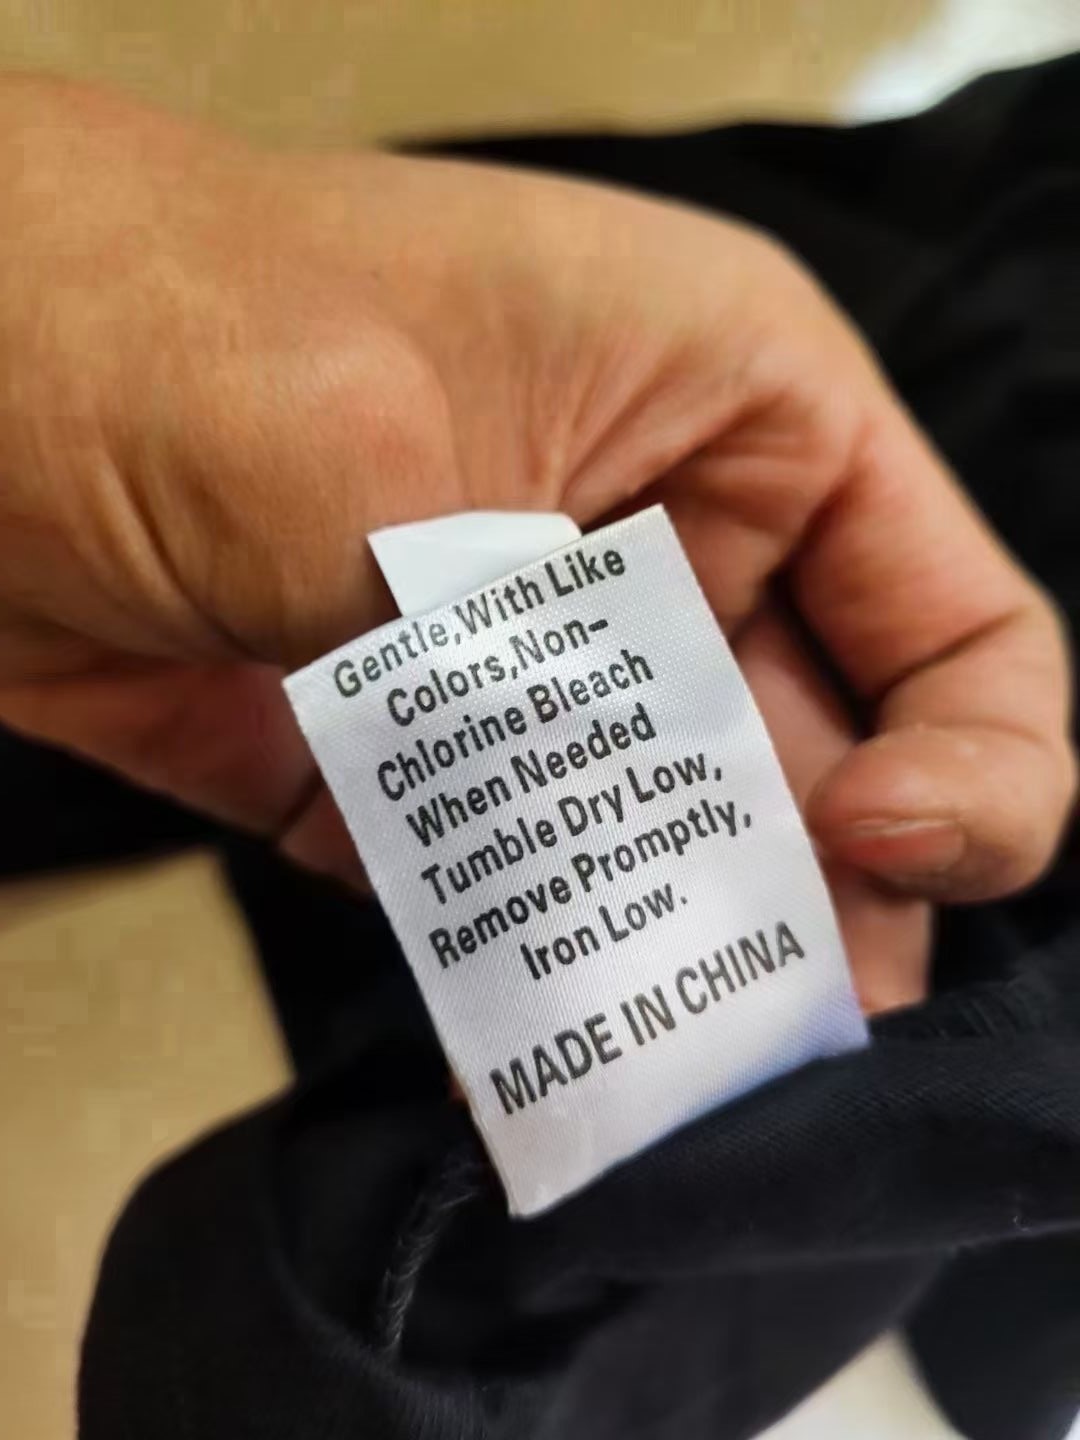 Gentle,With Like
Colors,Non-
Chlorine Bleach
When Needed
Tumble Dry Low,
Remove Promptly,
Iron Low.
MADE IN CHINA